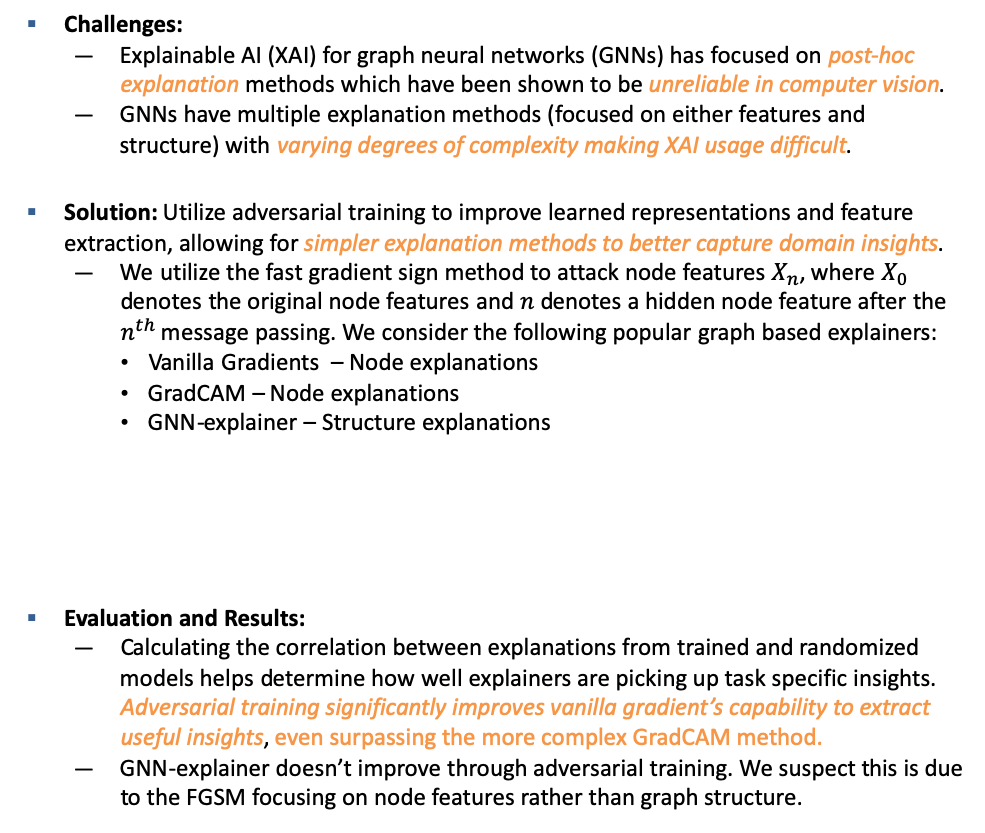 ▪ Challenges:
— Explainable AI (XAI) for graph neural networks (GNNs) has focused on post-hoc
explanation methods which have been shown to be unreliable in computer vision.
— GNNs have multiple explanation methods (focused on either features and
structure) with varying degrees of complexity making XAI usage difficult.
▪ Solution: Utilize adversarial training to improve learned representations and feature
extraction, allowing for simpler explanation methods to better capture domain insights.
— We utilize the fast gradient sign method to attack node features Xₙ, where X₀
denotes the original node features and n denotes a hidden node feature after the
nᵗʰ message passing. We consider the following popular graph based explainers:
• Vanilla Gradients – Node explanations
• GradCAM – Node explanations
• GNN-explainer – Structure explanations
▪ Evaluation and Results:
— Calculating the correlation between explanations from trained and randomized
models helps determine how well explainers are picking up task specific insights.
Adversarial training significantly improves vanilla gradient’s capability to extract
useful insights, even surpassing the more complex GradCAM method.
— GNN-explainer doesn’t improve through adversarial training. We suspect this is due
to the FGSM focusing on node features rather than graph structure.